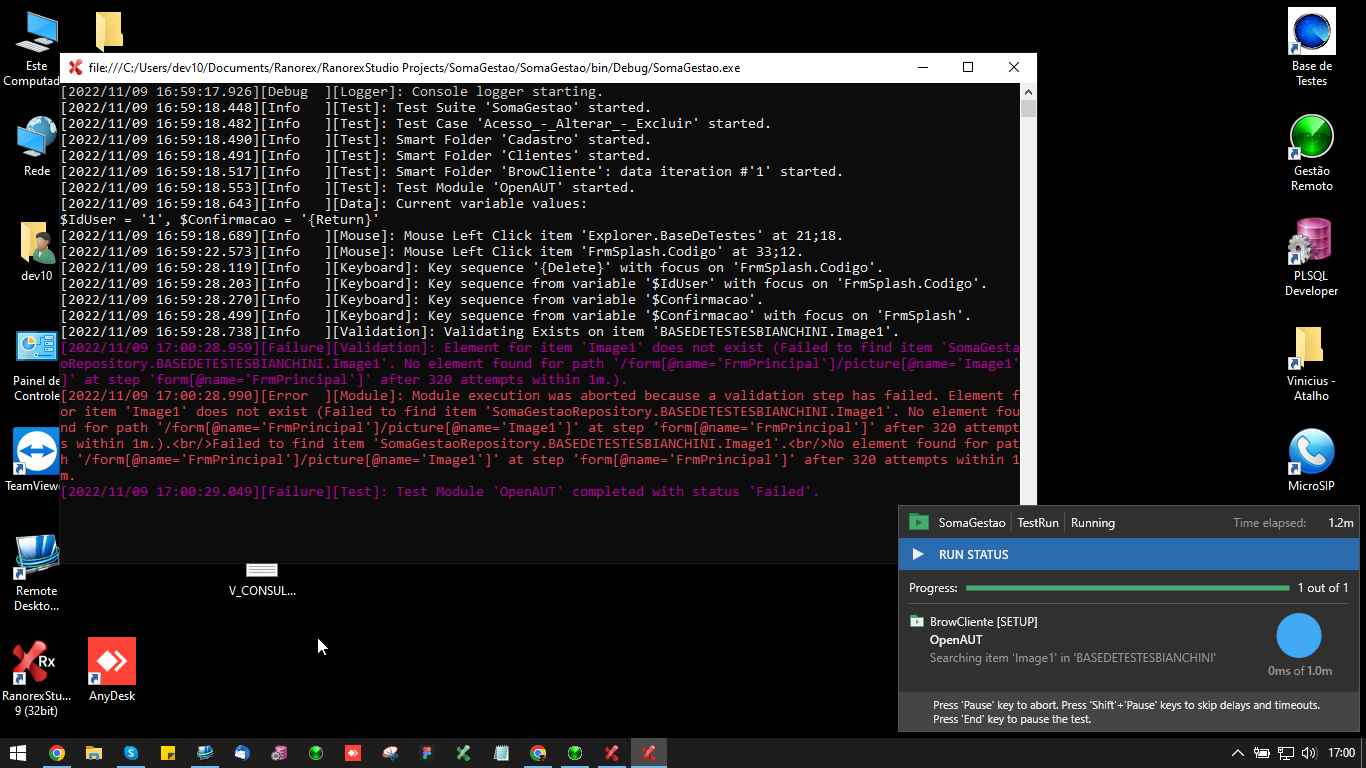 Este
Computad
Rede
dev10
Painel de
Controle
TeamView
Remote
Deskto...
RanorexStu...
9 (32bit)
AnyDesk
V_CONSUL...
file:///C:/Users/dev10/Documents/Ranorex/RanorexStudio Projects/SomaGestao/SomaGestao/bin/Debug/SomaGestao.exe
[2022/11/09 16:59:17.926][Debug  ][Logger]: Console logger starting.
[2022/11/09 16:59:18.448][Info   ][Test]: Test Suite 'SomaGestao' started.
[2022/11/09 16:59:18.482][Info   ][Test]: Test Case 'Acesso_-_Alterar_-_Excluir' started.
[2022/11/09 16:59:18.490][Info   ][Test]: Smart Folder 'Cadastro' started.
[2022/11/09 16:59:18.491][Info   ][Test]: Smart Folder 'Clientes' started.
[2022/11/09 16:59:18.517][Info   ][Test]: Smart Folder 'BrowCliente': data iteration #'1' started.
[2022/11/09 16:59:18.553][Info   ][Test]: Test Module 'OpenAUT' started.
[2022/11/09 16:59:18.643][Info   ][Data]: Current variable values:
$IdUser = '1', $Confirmacao = '{Return}'
[2022/11/09 16:59:18.689][Info   ][Mouse]: Mouse Left Click item 'Explorer.BaseDeTestes' at 21;18.
[2022/11/09 16:59:22.573][Info   ][Mouse]: Mouse Left Click item 'FrmSplash.Codigo' at 33;12.
[2022/11/09 16:59:28.119][Info   ][Keyboard]: Key sequence '{Delete}' with focus on 'FrmSplash.Codigo'.
[2022/11/09 16:59:28.203][Info   ][Keyboard]: Key sequence from variable '$IdUser' with focus on 'FrmSplash.Codigo'.
[2022/11/09 16:59:28.270][Info   ][Keyboard]: Key sequence from variable '$Confirmacao'.
[2022/11/09 16:59:28.499][Info   ][Keyboard]: Key sequence from variable '$Confirmacao' with focus on 'FrmSplash'.
[2022/11/09 16:59:28.738][Info   ][Validation]: Validating Exists on item 'BASEDETESTESBIANCHINI.Image1'.
[2022/11/09 17:00:28.959][Failure][Validation]: Element for item 'Image1' does not exist (Failed to find item 'SomaGesta
oRepository.BASEDETESTESBIANCHINI.Image1'. No element found for path '/form[@name='FrmPrincipal']/picture[@name='Image1'
]' at step 'form[@name='FrmPrincipal']' after 320 attempts within 1m.).
[2022/11/09 17:00:28.990][Error  ][Module]: Module execution was aborted because a validation step has failed. Element f
or item 'Image1' does not exist (Failed to find item 'SomaGestaoRepository.BASEDETESTESBIANCHINI.Image1'. No element fou
nd for path '/form[@name='FrmPrincipal']/picture[@name='Image1']' at step 'form[@name='FrmPrincipal']' after 320 attempt
s within 1m.).<br/>Failed to find item 'SomaGestaoRepository.BASEDETESTESBIANCHINI.Image1'.<br/>No element found for pat
h '/form[@name='FrmPrincipal']/picture[@name='Image1']' at step 'form[@name='FrmPrincipal']' after 320 attempts within 1
m.
[2022/11/09 17:00:29.049][Failure][Test]: Test Module 'OpenAUT' completed with status 'Failed'.
Base de
Testes
Gestão
Remoto
PLSQL
Developer
Vinicius -
Atalho
MicroSIP
SomaGestao TestRun Running Time elapsed: 1.2m
RUN STATUS
Progress: 1 out of 1
BrowCliente [SETUP]
OpenAUT
Searching item 'Image1' in 'BASEDETESTESBIANCHINI'
0ms of 1.0m
Press 'Pause' key to abort. Press 'Shift'+'Pause' keys to skip delays and timeouts.
Press 'End' key to pause the test.
17:00